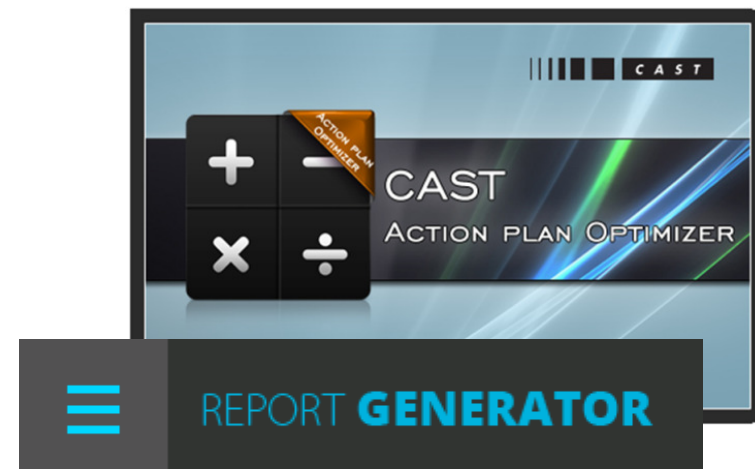 CAST
ACTION PLAN
OPTIMIZER
CAST
ACTION PLAN OPTIMIZER
REPORT GENERATOR